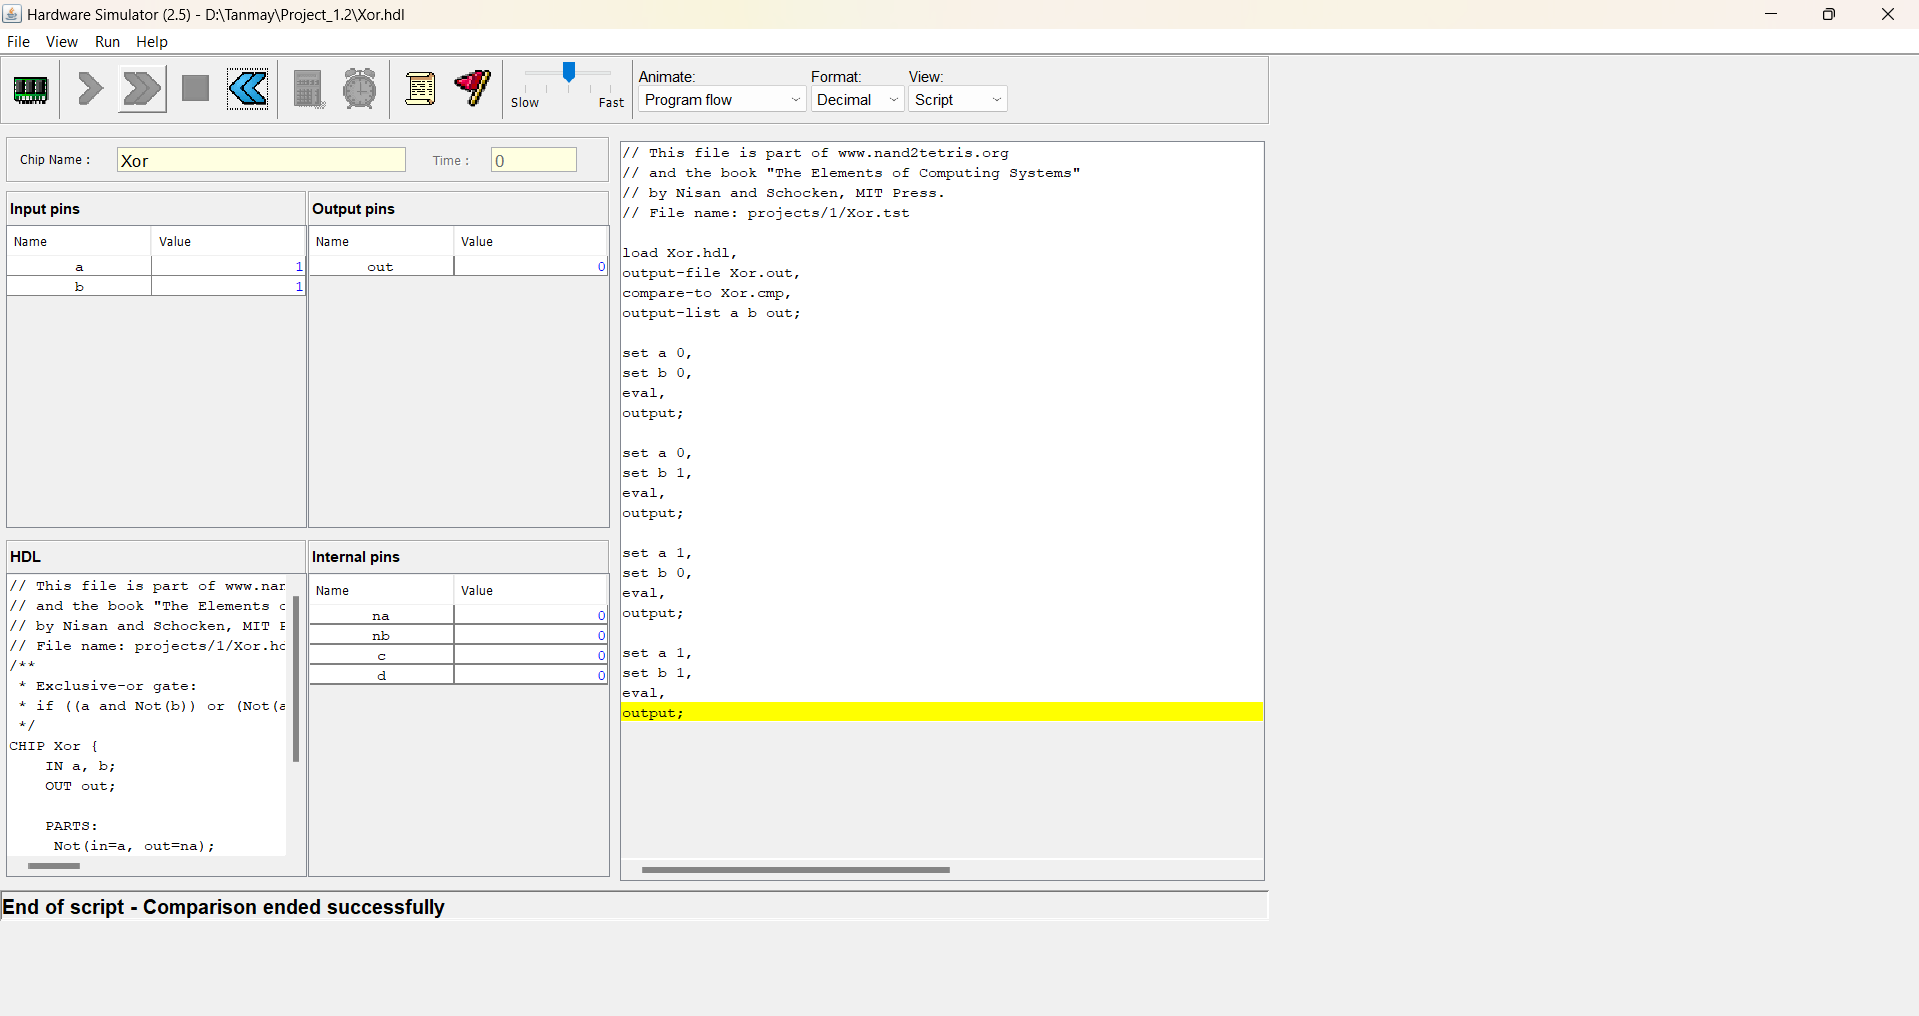 Hardware Simulator (2.5) - D:\Tanmay\Project_1.2\Xor.hdl
File View Run Help
Slow Fast
Animate: Format: View:
Program flow Decimal Script
Chip Name : Xor Time : 0
Input pins
Name Value
a 1
b 1
Output pins
Name Value
out 0
HDL
// This file is part of www.nar
// and the book "The Elements c
// by Nisan and Schocken, MIT P
// File name: projects/1/Xor.hd
/**
* Exclusive-or gate:
* if ((a and Not(b)) or (Not(a
*/
CHIP Xor {
IN a, b;
OUT out;
PARTS:
Not(in=a, out=na);
Internal pins
Name Value
na 0
nb 0
c 0
d 0
// This file is part of www.nand2tetris.org
// and the book "The Elements of Computing Systems"
// by Nisan and Schocken, MIT Press.
// File name: projects/1/Xor.tst
load Xor.hdl,
output-file Xor.out,
compare-to Xor.cmp,
output-list a b out;
set a 0,
set b 0,
eval,
output;
set a 0,
set b 1,
eval,
output;
set a 1,
set b 0,
eval,
output;
set a 1,
set b 1,
eval,
output;
End of script - Comparison ended successfully